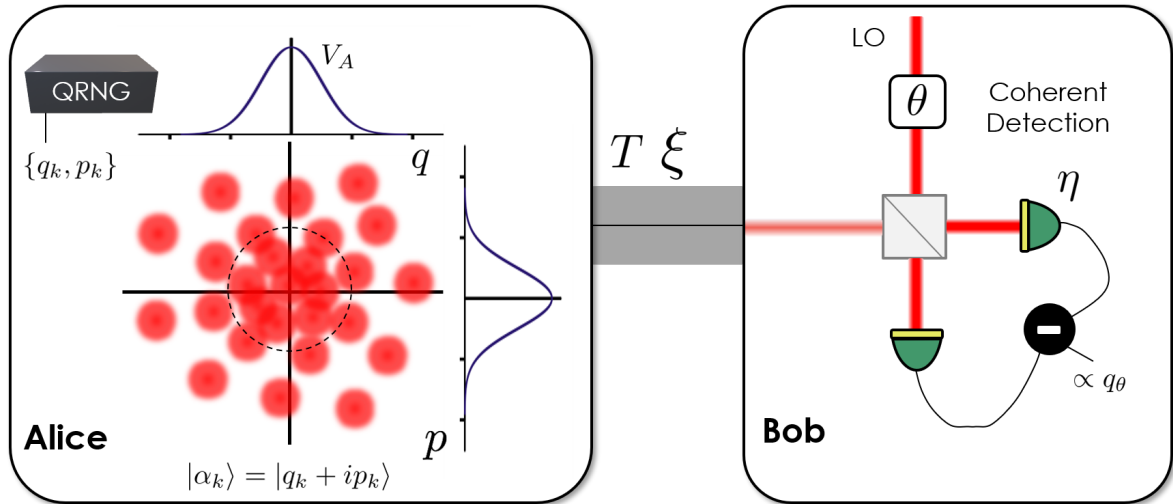 QRNG
{q_k, p_k}
V_A
q
p
Alice
|α_k⟩ = |q_k + ip_k⟩
T ξ
LO
θ
Coherent
Detection
η
∝ q_θ
Bob